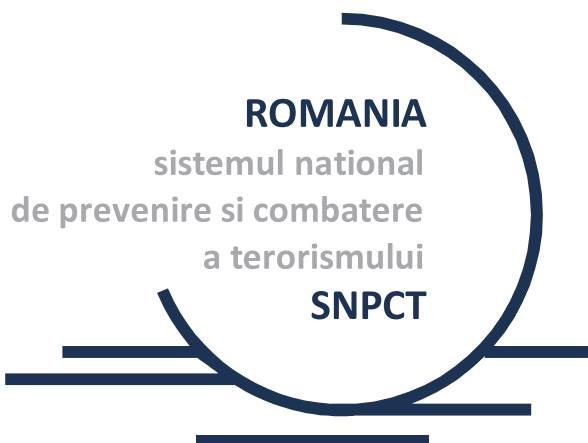 ROMANIA
sistemul national
de prevenire si combatere
a terorismului
SNPCT